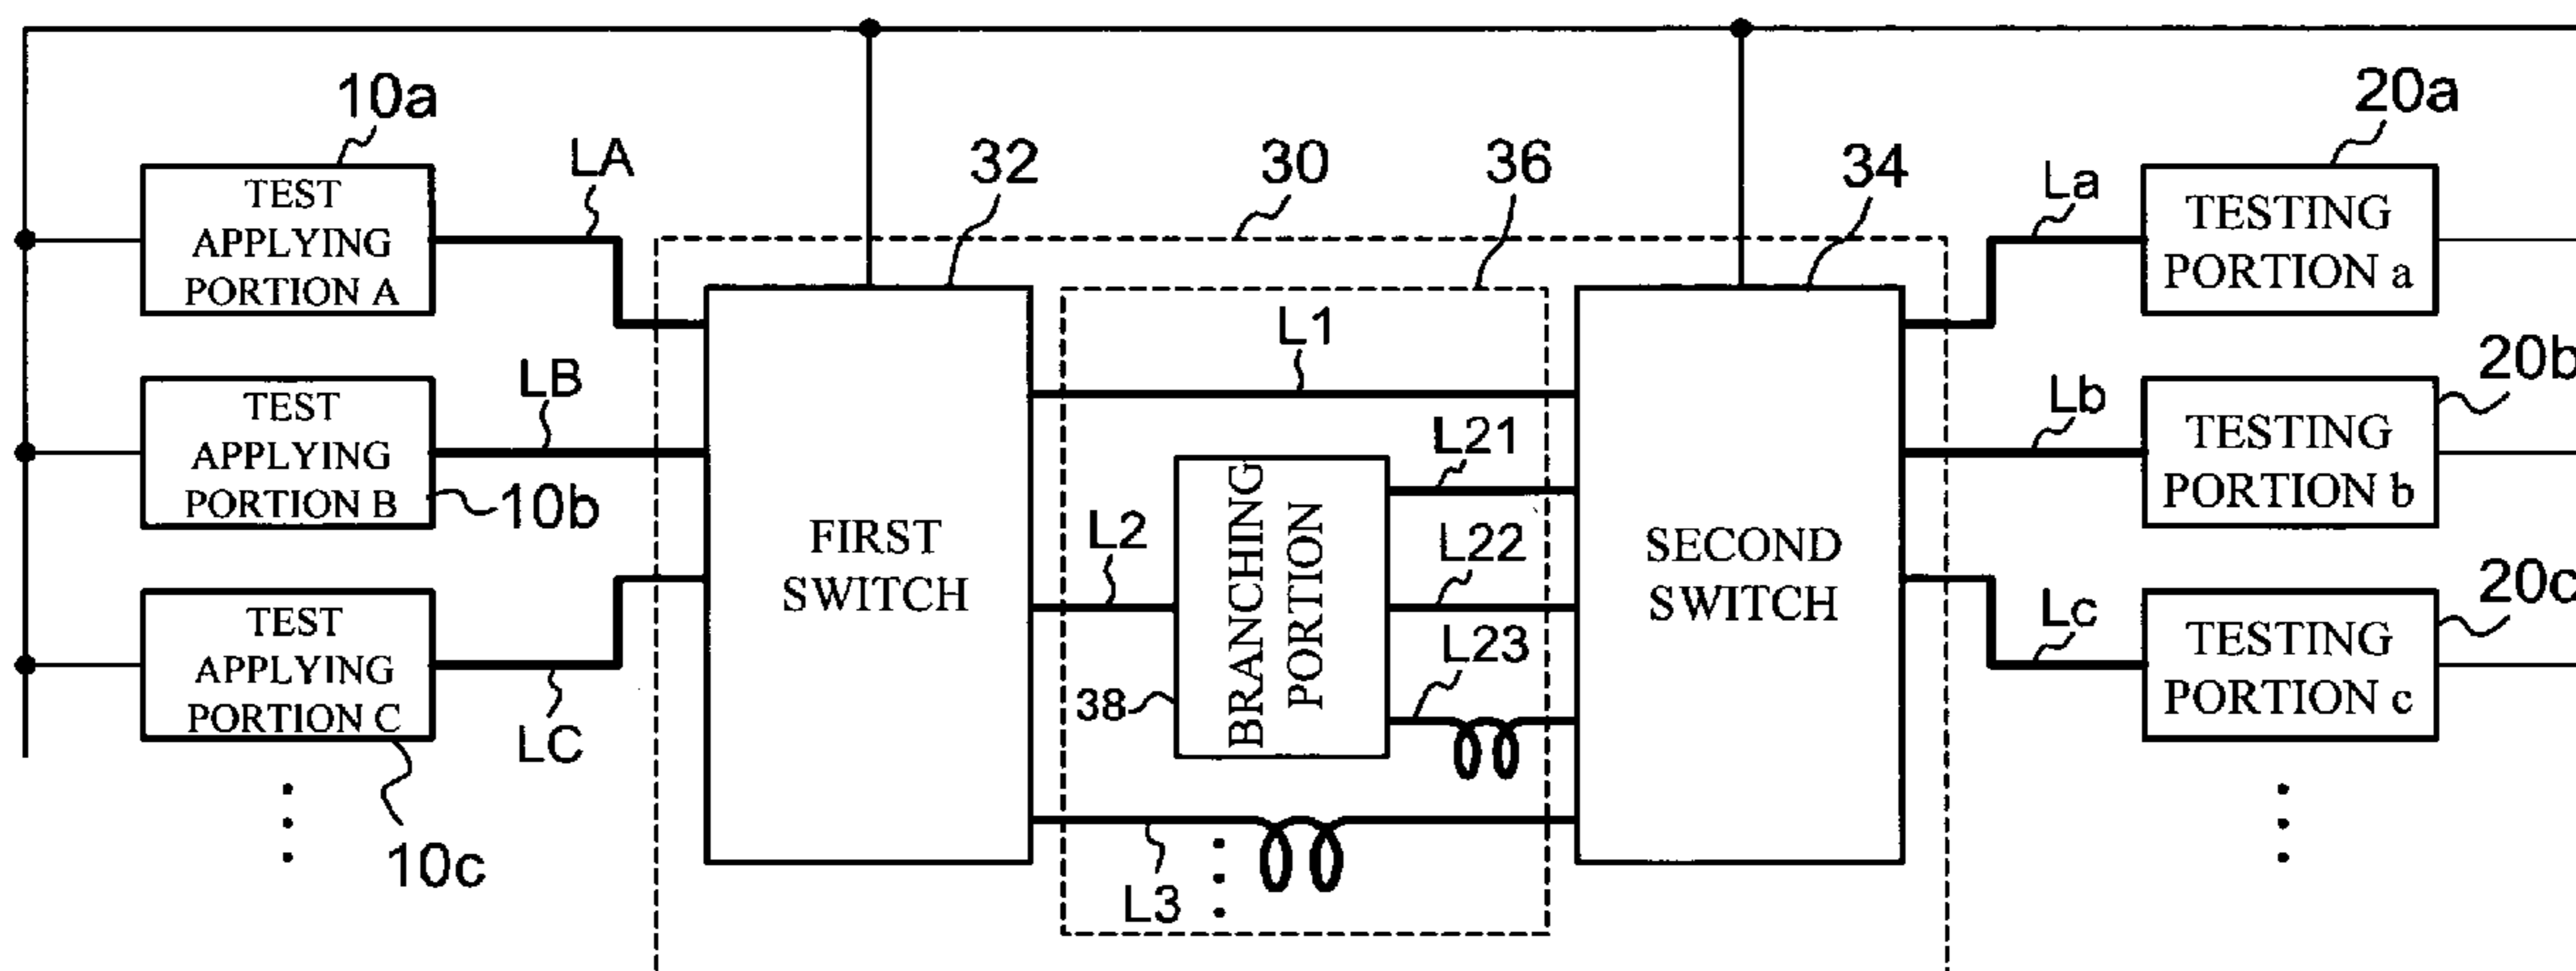 10a
20a
LA
32
30
36
34
La
TEST
APPLYING
PORTION A
TESTING
PORTION a
L1
20b
LB
Lb
TEST
APPLYING
PORTION B
10b
TESTING
PORTION b
L21
L2
L22
FIRST
SWITCH
BRANCHING
PORTION
SECOND
SWITCH
20c
Lc
L23
TEST
APPLYING
PORTION C
TESTING
PORTION c
38
LC
10c
L3